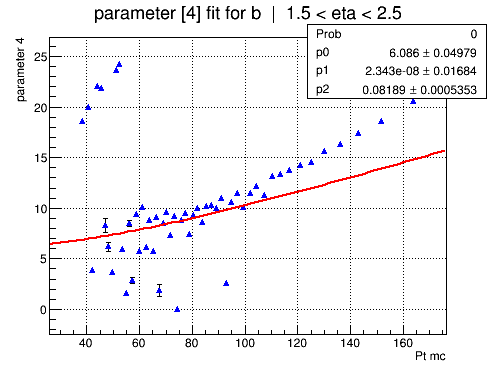 parameter [4] fit for b | 1.5 < eta < 2.5
Prob 0
p0 6.086 ± 0.04979
p1 2.343e-08 ± 0.01684
p2 0.08189 ± 0.0005353
parameter 4
25
20
15
10
5
0
40 60 80 100 120 140 160
Pt mc